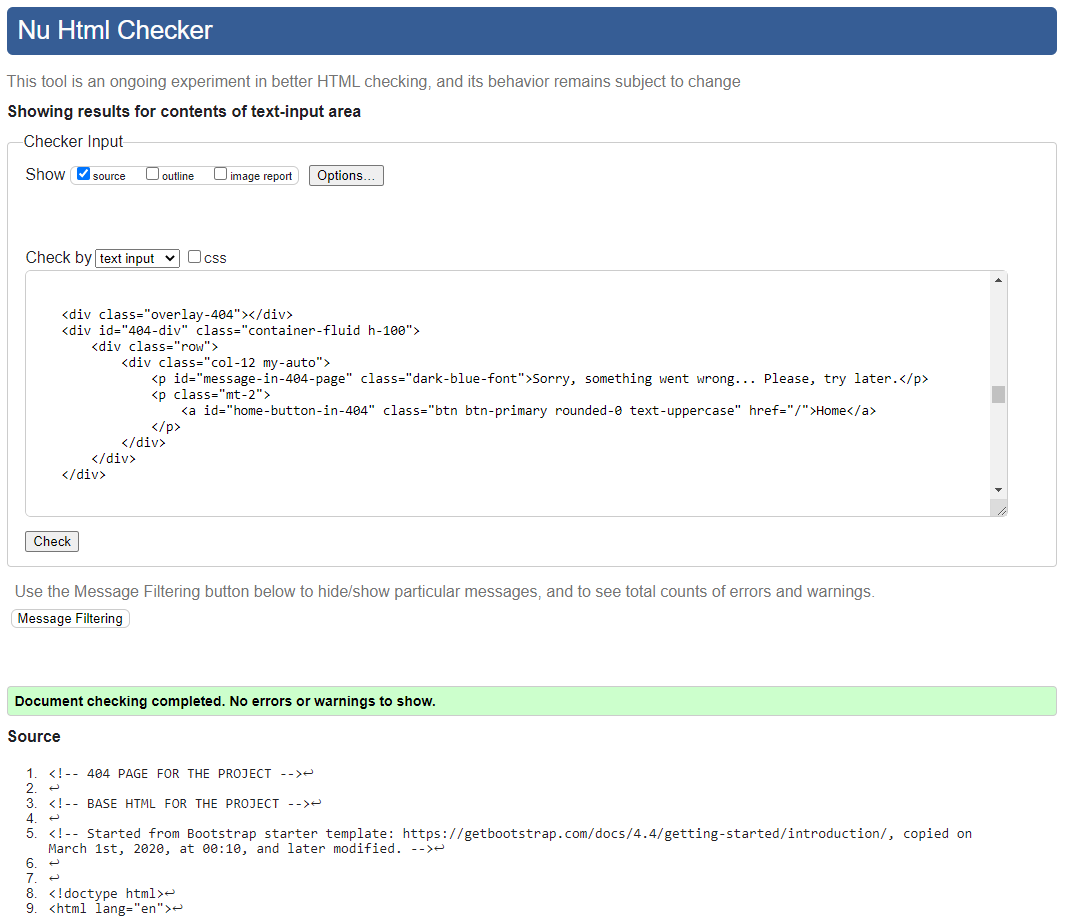 Nu Html Checker
This tool is an ongoing experiment in better HTML checking, and its behavior remains subject to change
Showing results for contents of text-input area
Checker Input
Show source outline image report Options...
Check by text input css
<div class="overlay-404"></div>
<div id="404-div" class="container-fluid h-100">
<div class="row">
<div class="col-12 my-auto">
<p id="message-in-404-page" class="dark-blue-font">Sorry, something went wrong... Please, try later.</p>
<p class="mt-2">
<a id="home-button-in-404" class="btn btn-primary rounded-0 text-uppercase" href="/">Home</a>
</p>
</div>
</div>
</div>
Check
Use the Message Filtering button below to hide/show particular messages, and to see total counts of errors and warnings.
Message Filtering
Document checking completed. No errors or warnings to show.
Source
1. <!-- 404 PAGE FOR THE PROJECT -->↩
2. ↩
3. <!-- BASE HTML FOR THE PROJECT -->↩
4. ↩
5. <!-- Started from Bootstrap starter template: https://getbootstrap.com/docs/4.4/getting-started/introduction/, copied on
March 1st, 2020, at 00:10, and later modified. -->↩
6. ↩
7. ↩
8. <!doctype html>↩
9. <html lang="en">↩